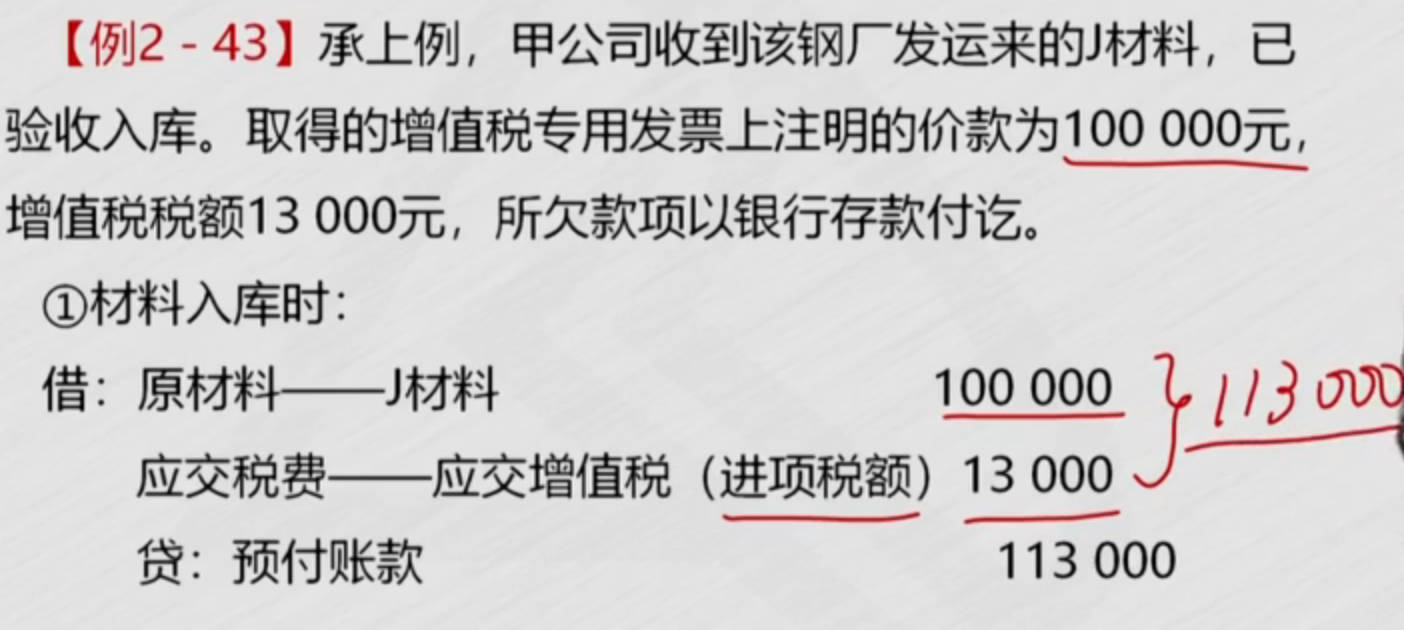 【例2 - 43】承上例，甲公司收到该钢厂发运来的J材料，已
验收入库。取得的增值税专用发票上注明的价款为100 000元，
增值税税额13 000元，所欠款项以银行存款付讫。
①材料入库时：
借：原材料——J材料 100 000
113 000
应交税费——应交增值税（进项税额）13 000
贷：预付账款 113 000